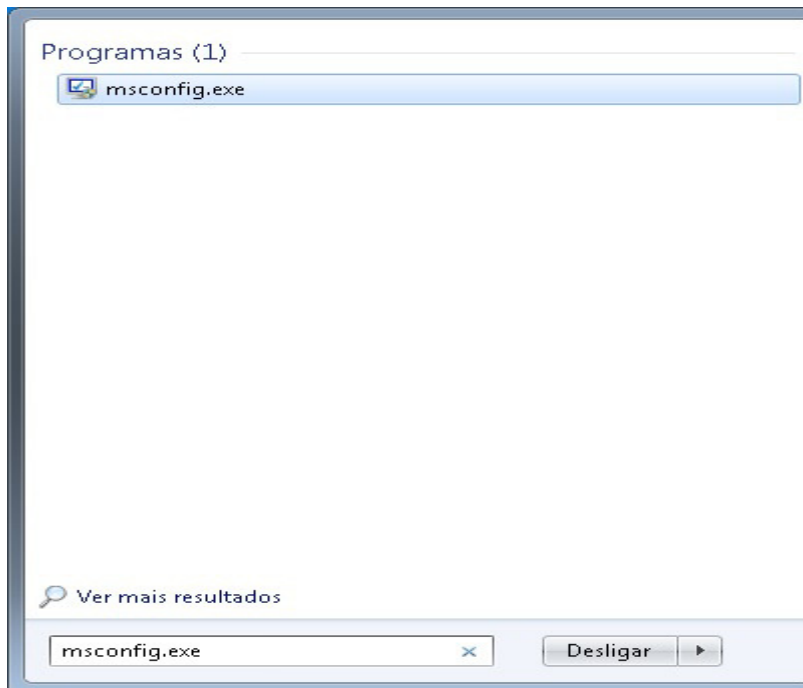 Programas (1)
msconfig.exe
Ver mais resultados
msconfig.exe
Desligar